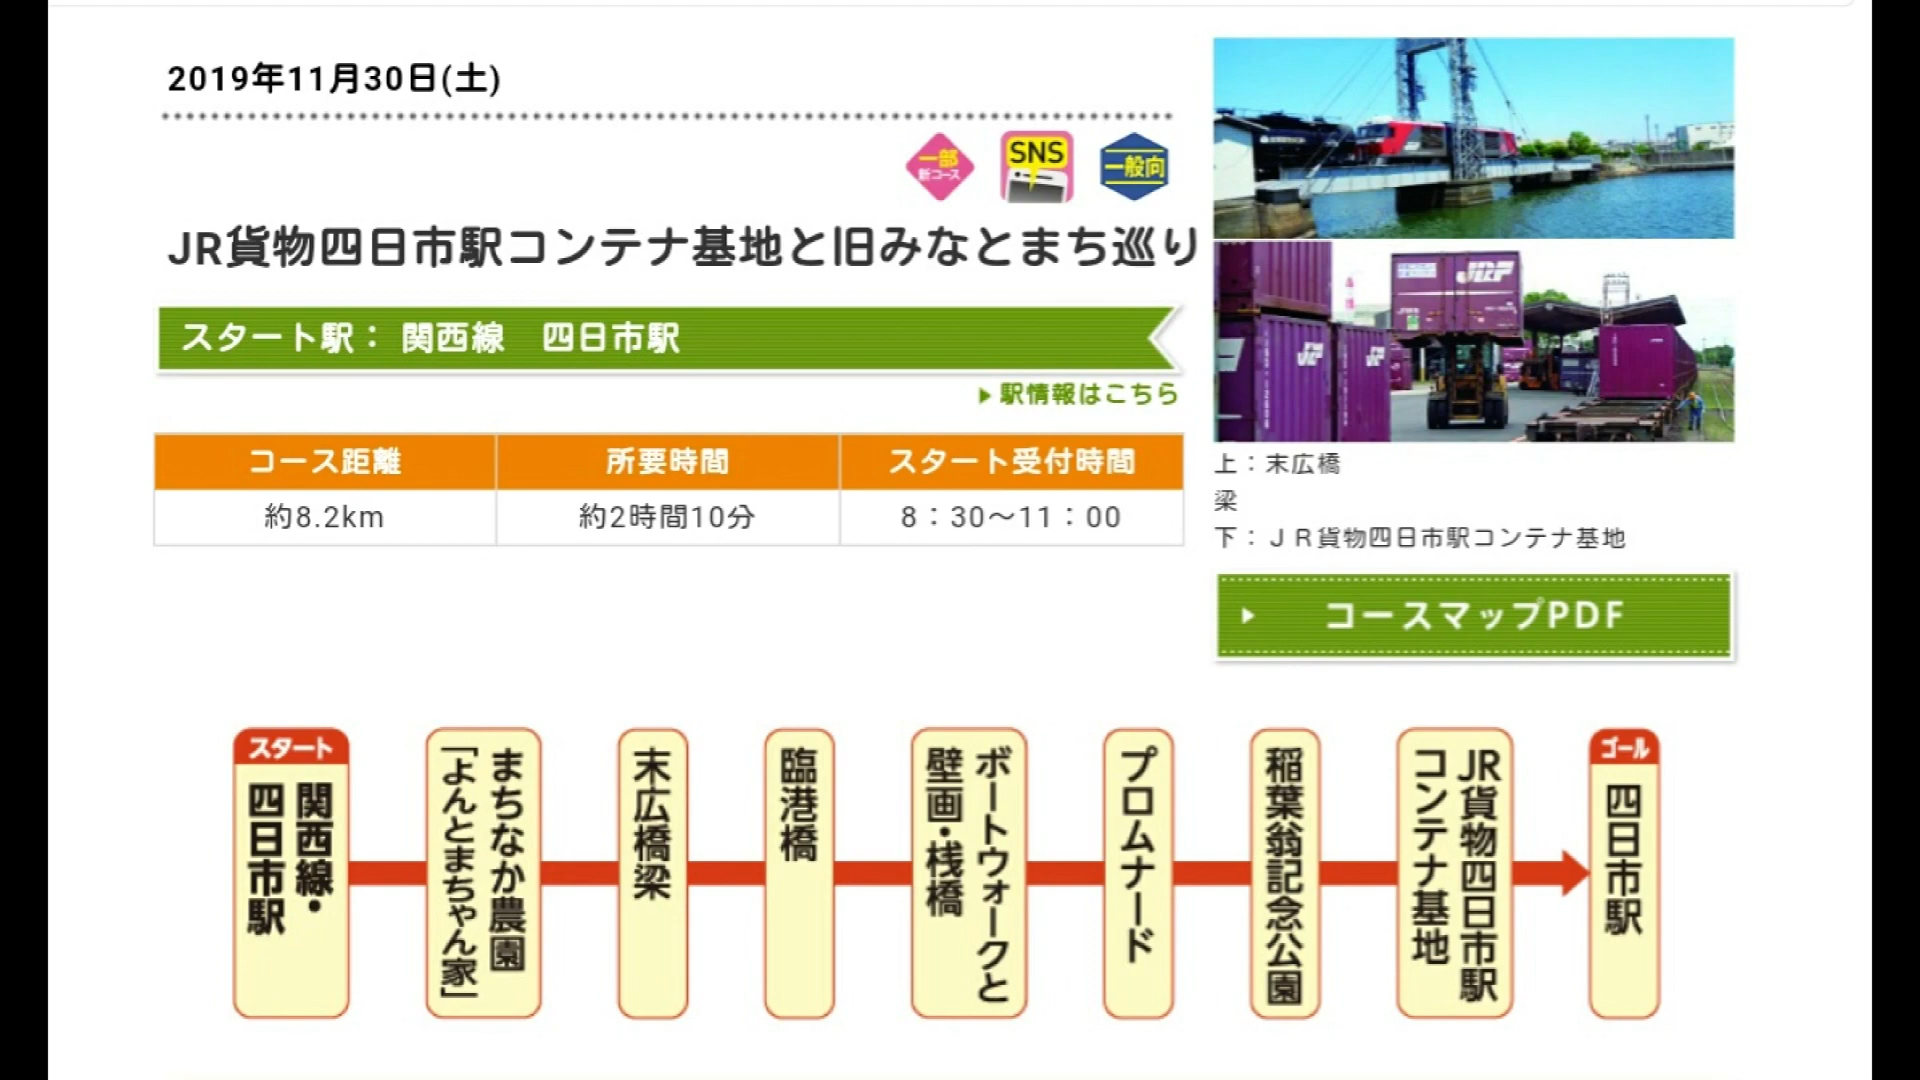 2019年11月30日(土)
一部
新コース
SNS
一般向
JR貨物四日市駅コンテナ基地と旧みなとまち巡り
スタート駅： 関西線　四日市駅
駅情報はこちら
コース距離
所要時間
スタート受付時間
約8.2km
約2時間10分
8：30〜11：00
JRF
JRF
JRF
上：末広橋
梁
下：ＪＲ貨物四日市駅コンテナ基地
コースマップPDF
スタート
関西線・
四日市駅
まちなか農園
「よんとまちゃん家」
末広橋梁
臨港橋
ボートウォークと
壁画・桟橋
プロムナード
稲葉翁記念公園
JR貨物四日市駅
コンテナ基地
ゴール
四日市駅